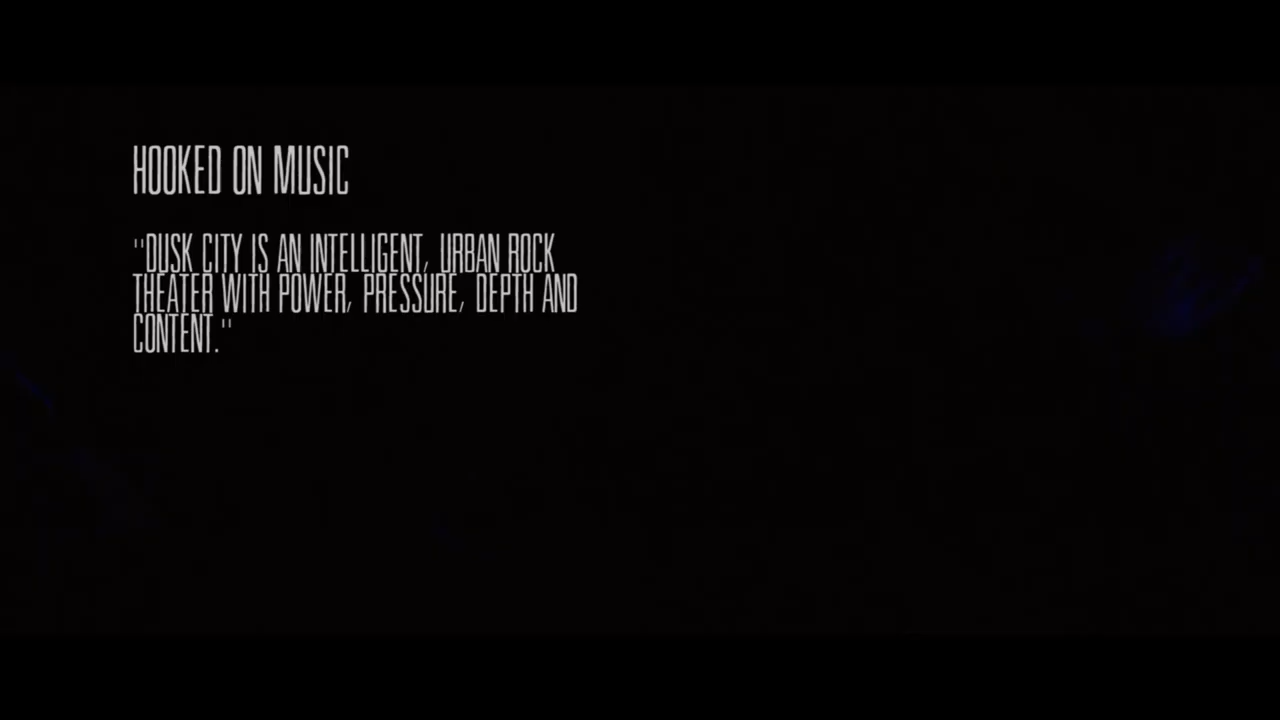 HOOKED ON MUSIC
"DUSK CITY IS AN INTELLIGENT, URBAN ROCK
THEATER WITH POWER, PRESSURE, DEPTH AND
CONTENT."